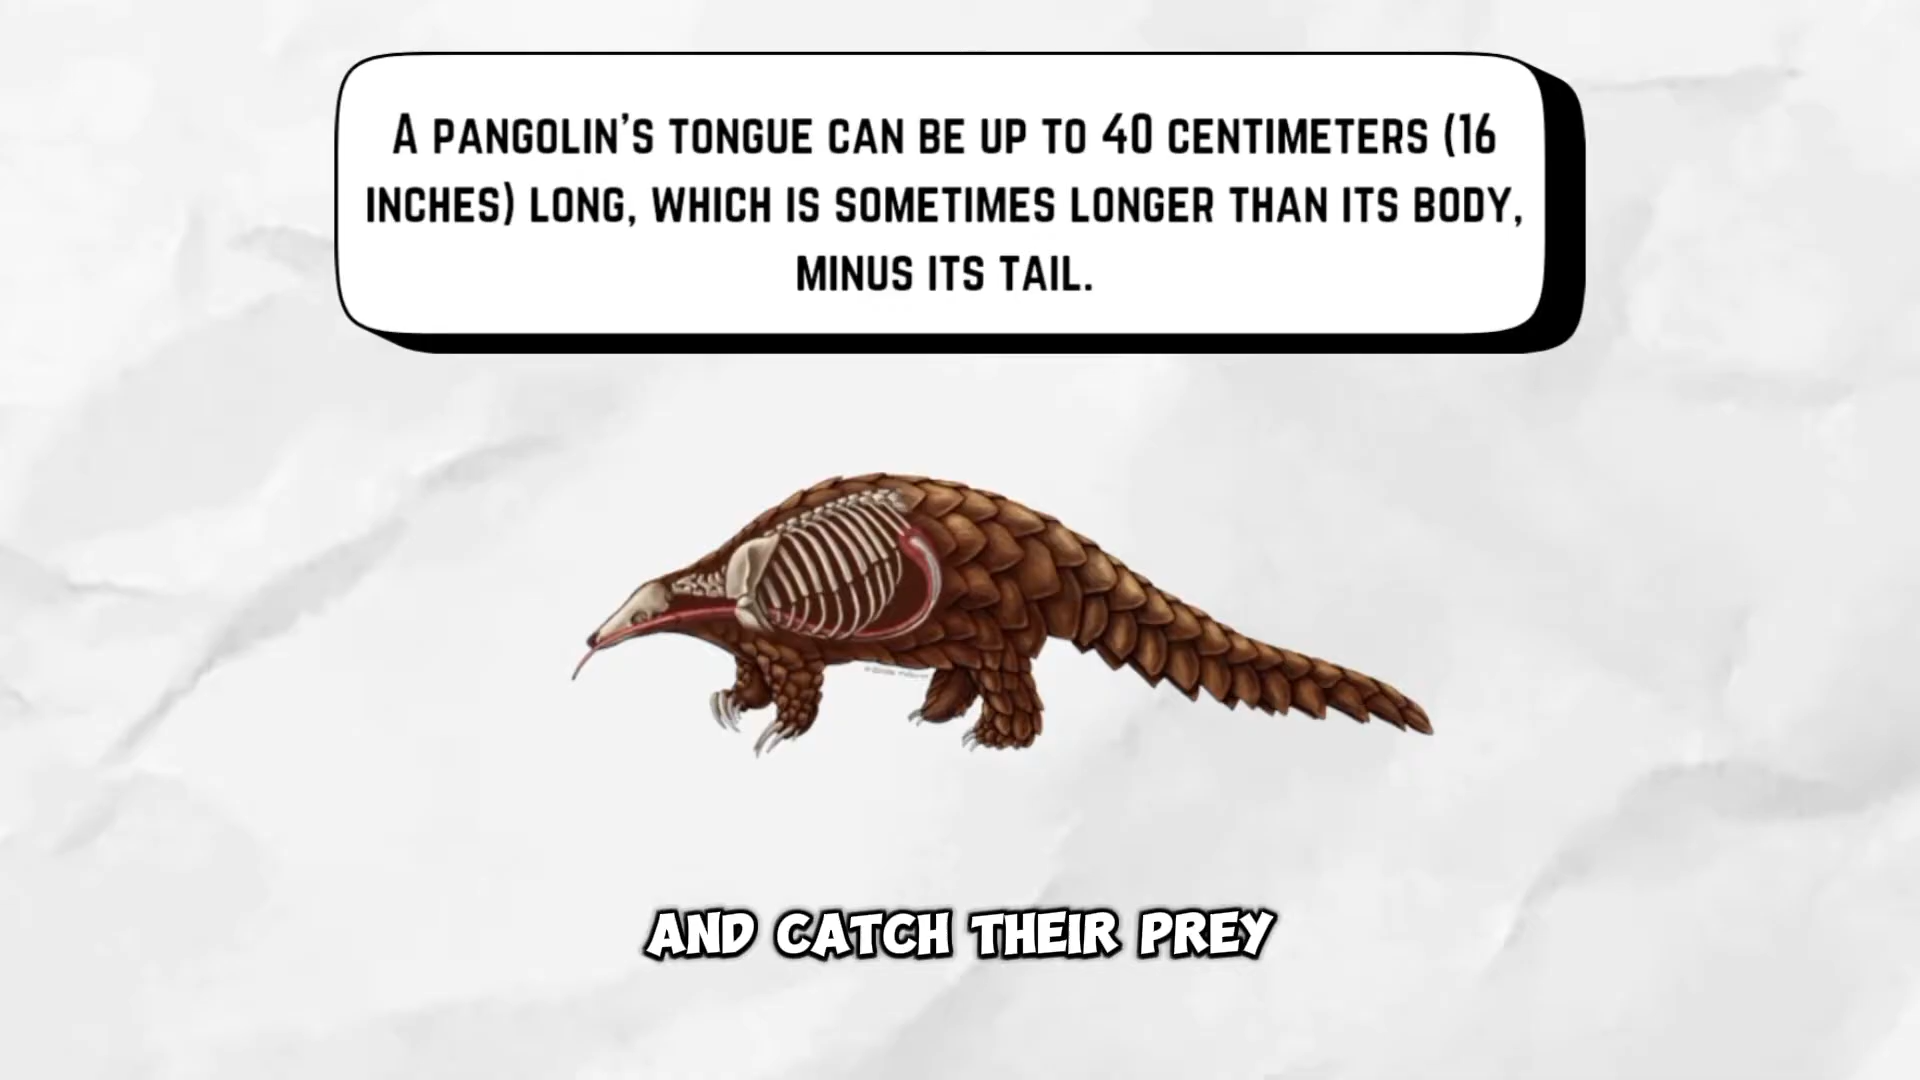 A PANGOLIN'S TONGUE CAN BE UP TO 40 CENTIMETERS (16
INCHES) LONG, WHICH IS SOMETIMES LONGER THAN ITS BODY,
MINUS ITS TAIL.
AND CATCH THEIR PREY